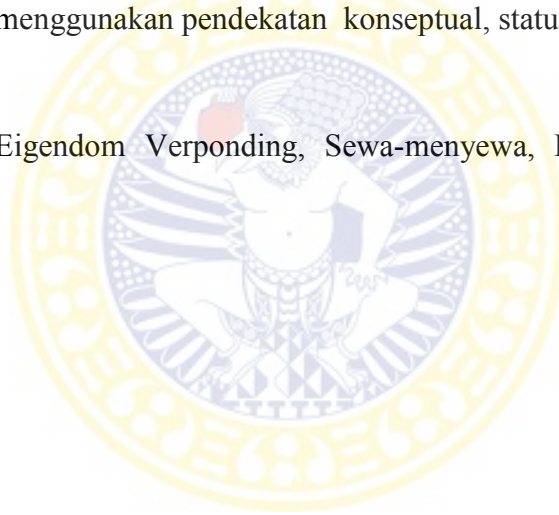 menggunakan pendekatan konseptual, statu
Eigendom Verponding, Sewa-menyewa,